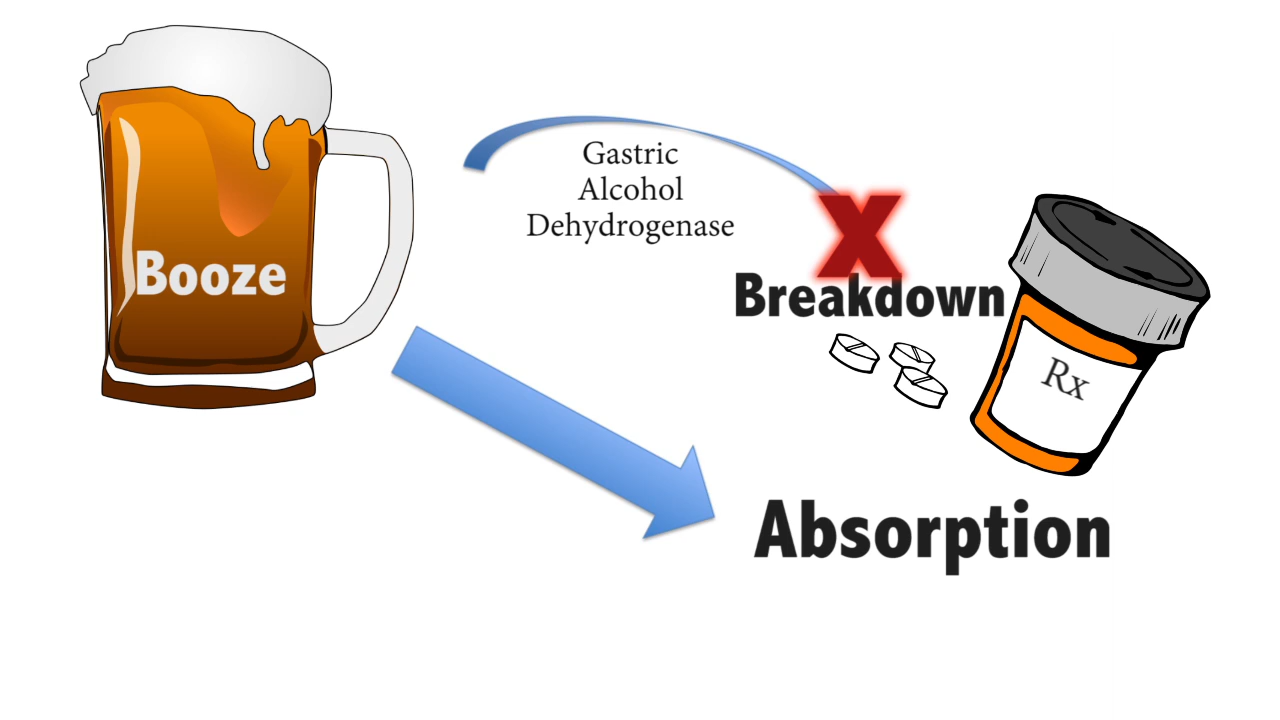 Booze
Gastric
Alcohol
Dehydrogenase
X
Breakdown
Rx
Absorption